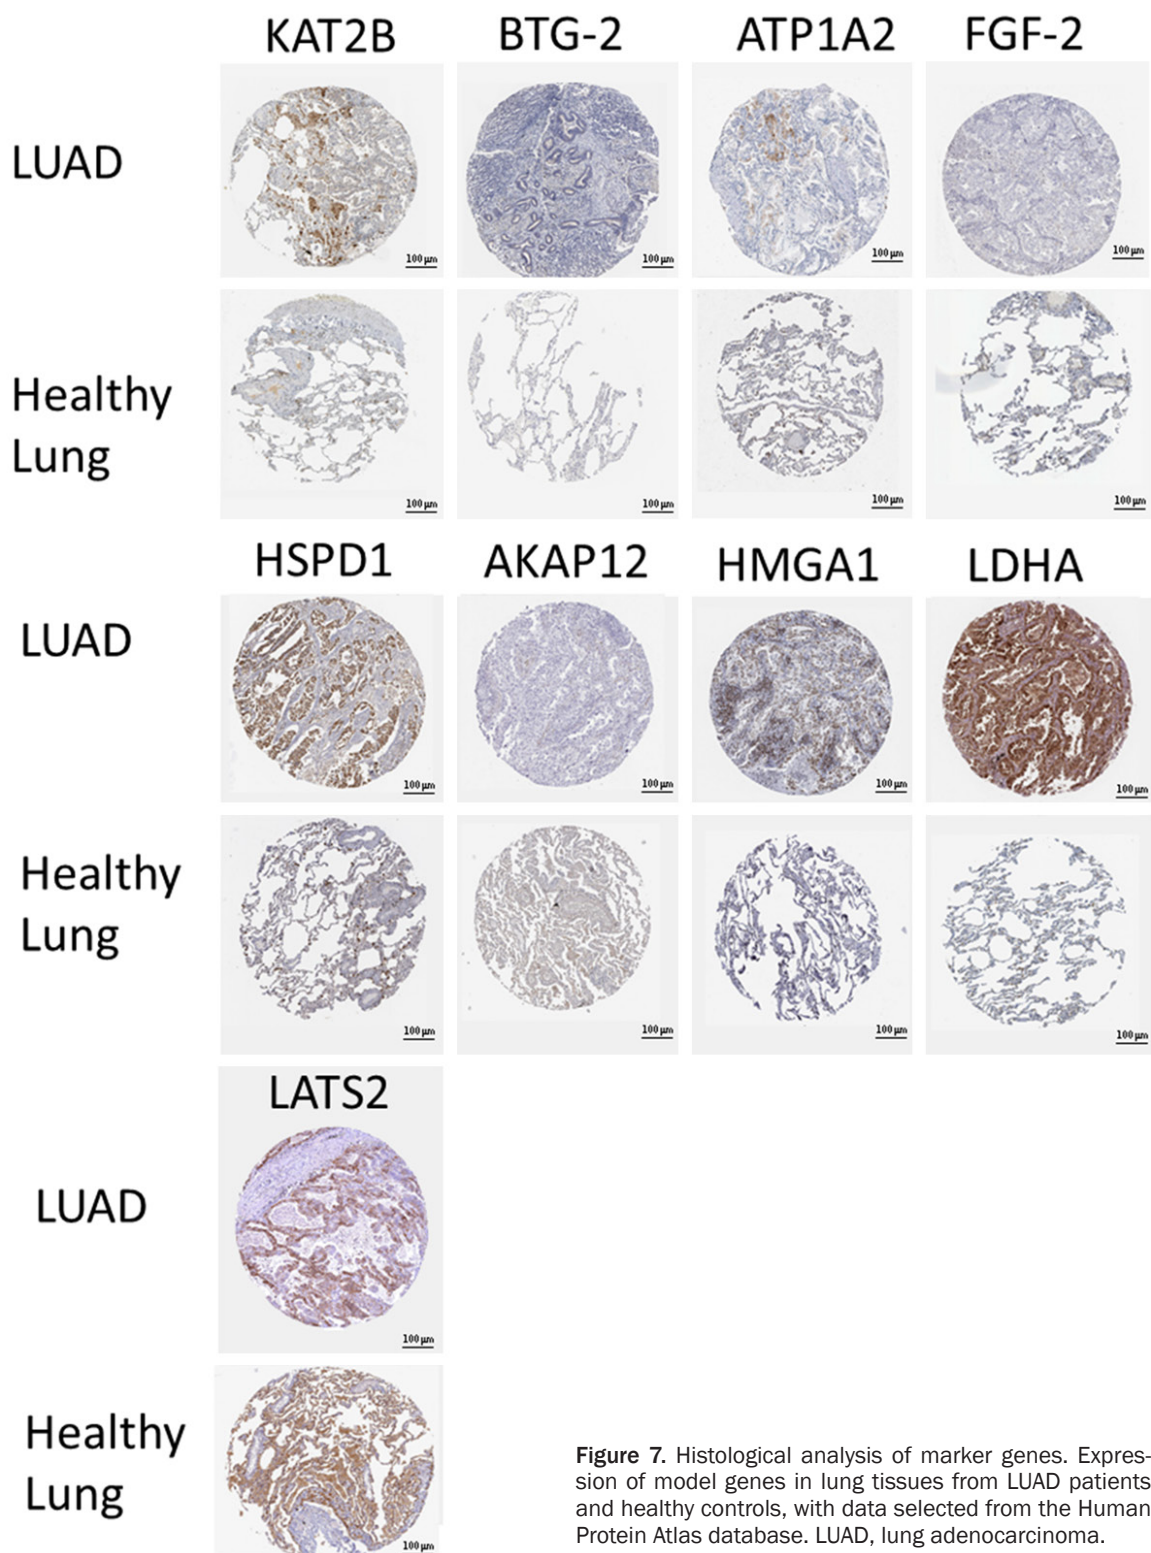 KAT2B BTG-2 ATP1A2 FGF-2
LUAD
100 µm 100 µm 100 µm 100 µm
Healthy
Lung
100 µm 100 µm 100 µm 100 µm
HSPD1 AKAP12 HMGA1 LDHA
LUAD
100 µm 100 µm 100 µm 100 µm
Healthy
Lung
100 µm 100 µm 100 µm 100 µm
LATS2
LUAD
100 µm
Healthy
Lung
Figure 7. Histological analysis of marker genes. Expres-
sion of model genes in lung tissues from LUAD patients
and healthy controls, with data selected from the Human
Protein Atlas database. LUAD, lung adenocarcinoma.